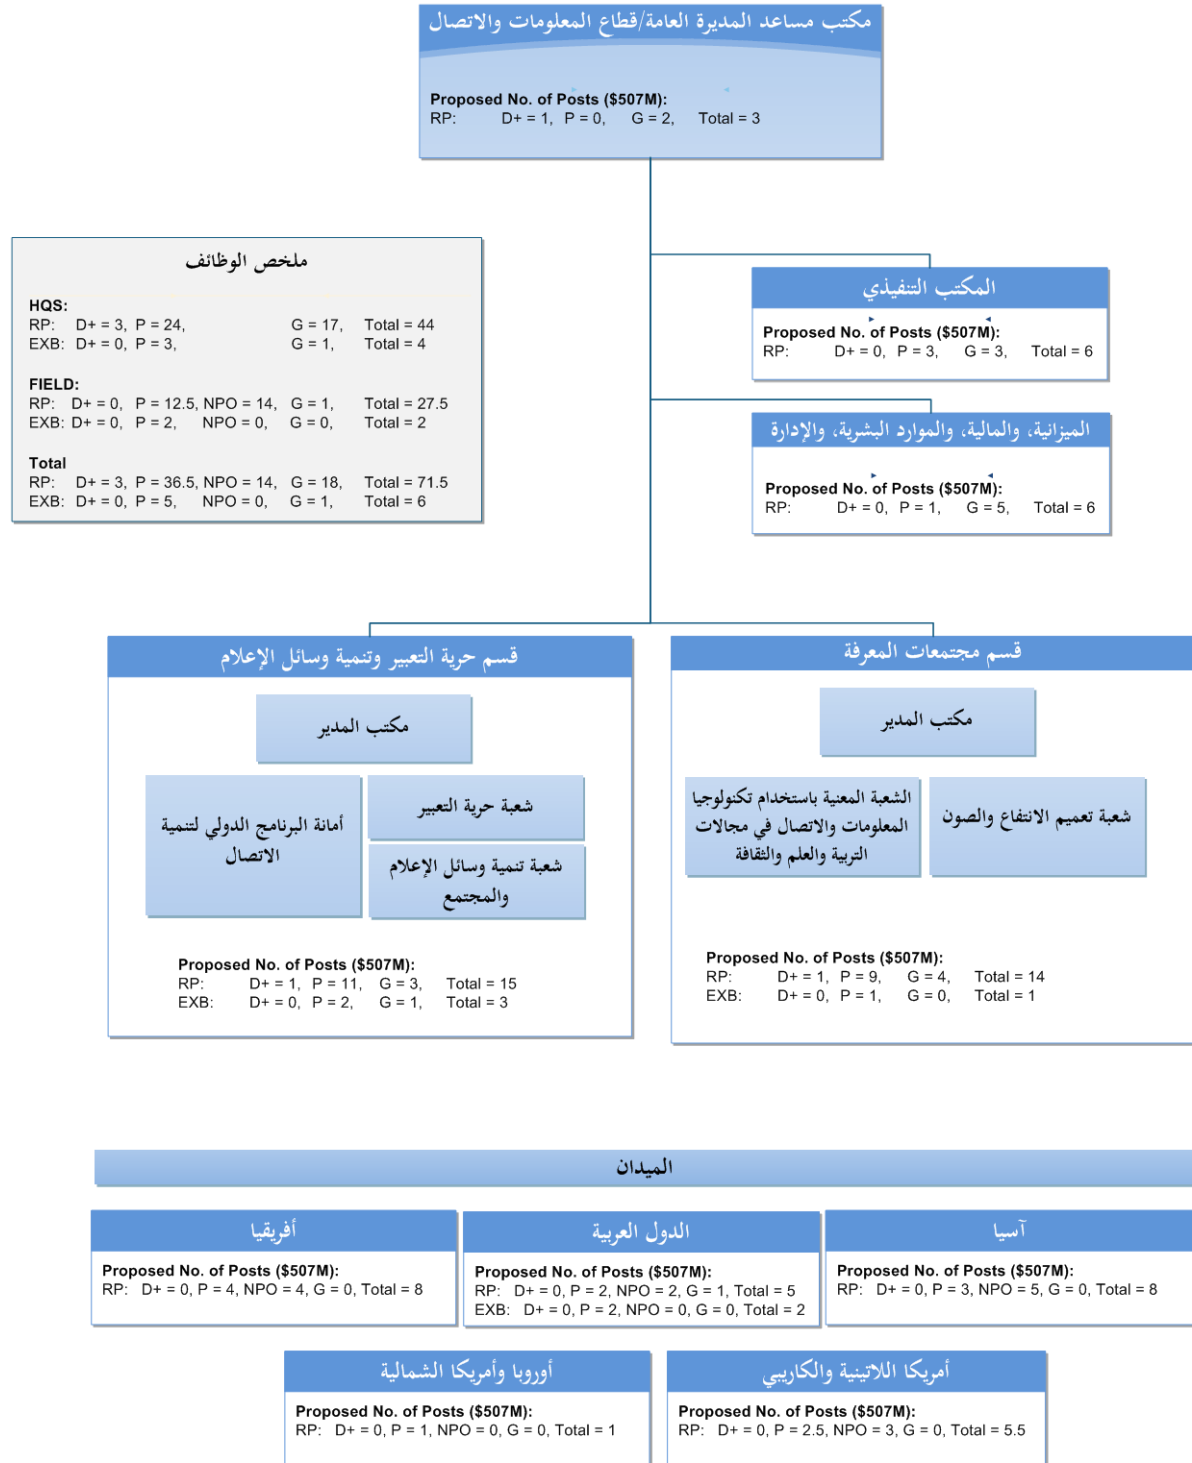 مكتب مساعد المديرة العامة/قطاع المعلومات والاتصال
Proposed No. of Posts ($507M):
RP: D+ = 1, P = 0, G = 2, Total = 3
ملخص الوظائف
HQS:
RP: D+ = 3, P = 24, G = 17, Total = 44
EXB: D+ = 0, P = 3, G = 1, Total = 4
FIELD:
RP: D+ = 0, P = 12.5, NPO = 14, G = 1, Total = 27.5
EXB: D+ = 0, P = 2, NPO = 0, G = 0, Total = 2
Total
RP: D+ = 3, P = 36.5, NPO = 14, G = 18, Total = 71.5
EXB: D+ = 0, P = 5, NPO = 0, G = 1, Total = 6
المكتب التنفيذي
Proposed No. of Posts ($507M):
RP: D+ = 0, P = 3, G = 3, Total = 6
الميزانية، والمالية، والموارد البشرية، والإدارة
Proposed No. of Posts ($507M):
RP: D+ = 0, P = 1, G = 5, Total = 6
قسم مجتمعات المعرفة
مكتب المدير
شعبة تعميم الانتفاع والصون
الشعبة المعنية باستخدام تكنولوجيا
المعلومات والاتصال في مجالات
التربية والعلم والثقافة
Proposed No. of Posts ($507M):
RP: D+ = 1, P = 9, G = 4, Total = 14
EXB: D+ = 0, P = 1, G = 0, Total = 1
قسم حرية التعبير وتنمية وسائل الإعلام
مكتب المدير
شعبة حرية التعبير
شعبة تنمية وسائل الإعلام
والمجتمع
أمانة البرنامج الدولي لتنمية
الاتصال
Proposed No. of Posts ($507M):
RP: D+ = 1, P = 11, G = 3, Total = 15
EXB: D+ = 0, P = 2, G = 1, Total = 3
الميدان
آسيا
Proposed No. of Posts ($507M):
RP: D+ = 0, P = 3, NPO = 5, G = 0, Total = 8
الدول العربية
Proposed No. of Posts ($507M):
RP: D+ = 0, P = 2, NPO = 2, G = 1, Total = 5
EXB: D+ = 0, P = 2, NPO = 0, G = 0, Total = 2
أفريقيا
Proposed No. of Posts ($507M):
RP: D+ = 0, P = 4, NPO = 4, G = 0, Total = 8
أمريكا اللاتينية والكاريبي
Proposed No. of Posts ($507M):
RP: D+ = 0, P = 2.5, NPO = 3, G = 0, Total = 5.5
أوروبا وأمريكا الشمالية
Proposed No. of Posts ($507M):
RP: D+ = 0, P = 1, NPO = 0, G = 0, Total = 1